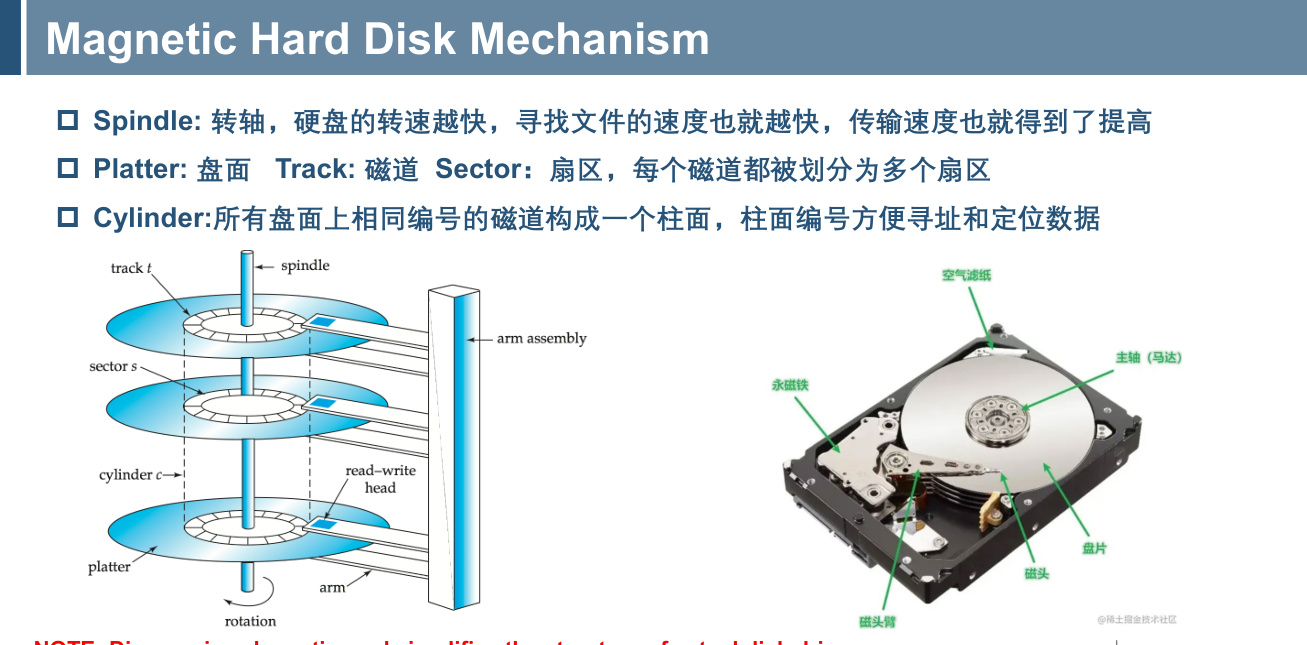 Magnetic Hard Disk Mechanism
Spindle: 转轴，硬盘的转速越快，寻找文件的速度也就越快，传输速度也就得到了提高
Platter: 盘面 Track: 磁道 Sector：扇区，每个磁道都被划分为多个扇区
Cylinder:所有盘面上相同编号的磁道构成一个柱面，柱面编号方便寻址和定位数据
track t
spindle
arm assembly
sector s
cylinder c
read–write
head
platter
arm
rotation
空气滤纸
主轴（马达）
永磁铁
盘片
磁头
磁头臂
@稀土掘金技术社区